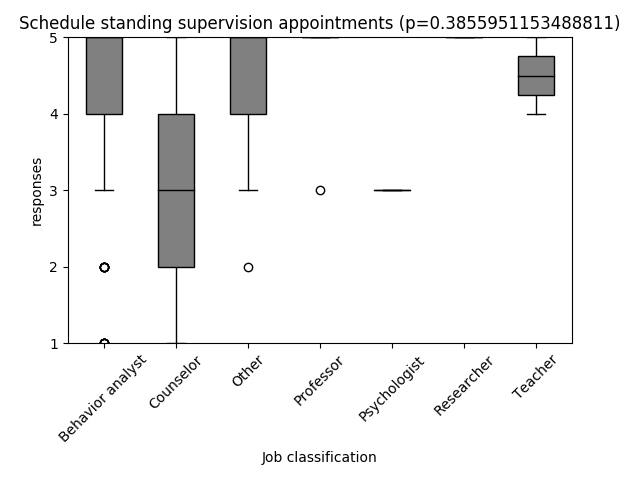 Schedule standing supervision appointments (p=0.3855951153488811)
5
4
3
2
1
responses
Behavior analyst
Counselor
Other
Professor
Psychologist
Researcher
Teacher
Job classification